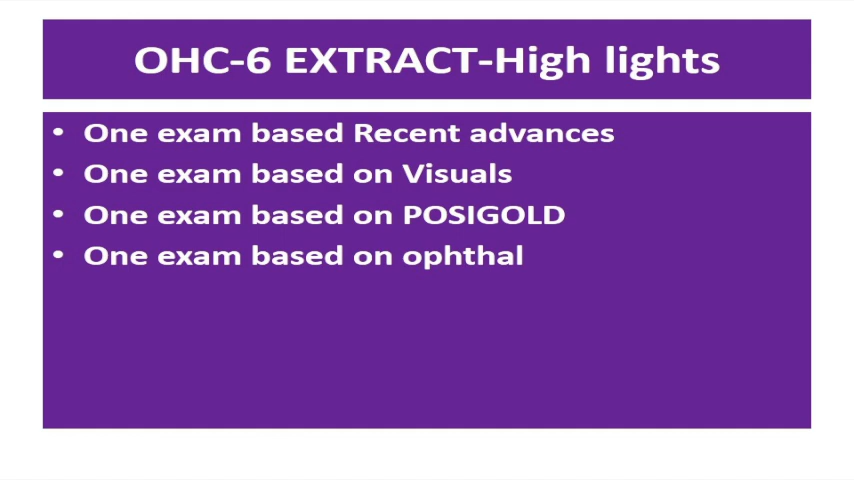 OHC-6 EXTRACT-High lights
• One exam based Recent advances
• One exam based on Visuals
• One exam based on POSIGOLD
• One exam based on ophthal